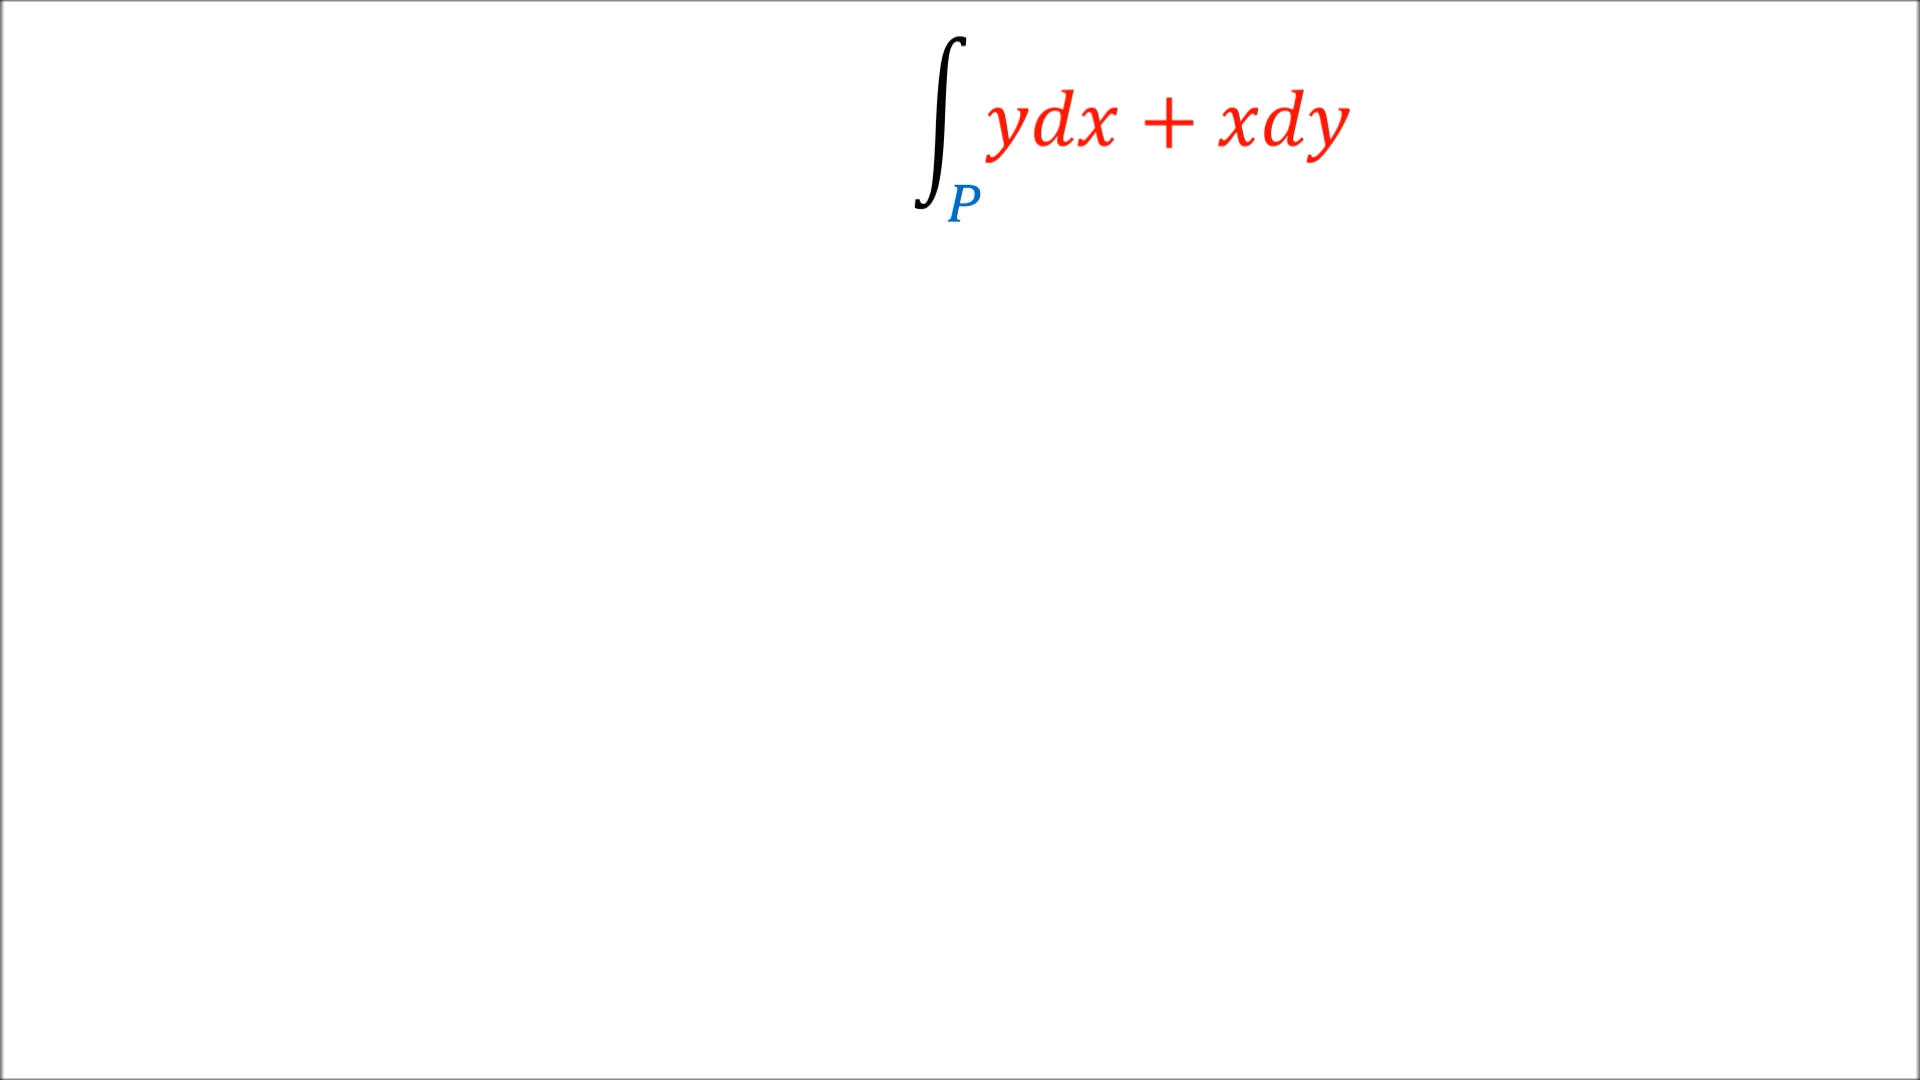 ∫_P ydx + xdy